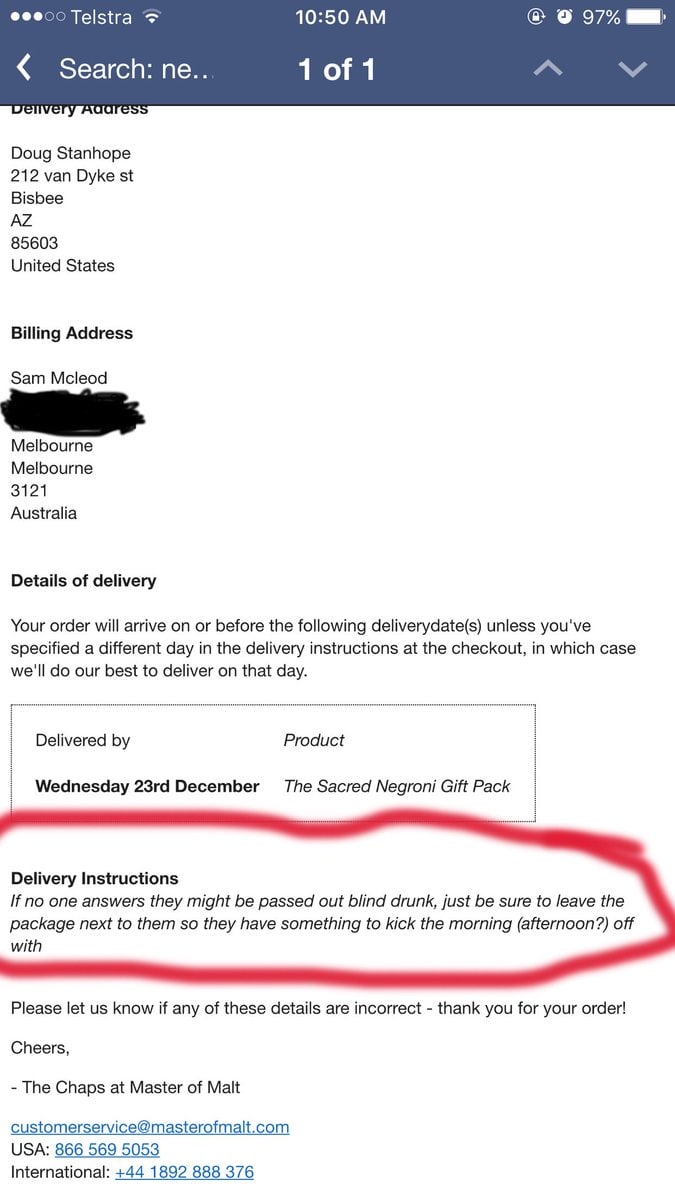 Telstra 10:50 AM 97%
Search: ne... 1 of 1
Delivery Address
Doug Stanhope
212 van Dyke st
Bisbee
AZ
85603
United States
Billing Address
Sam Mcleod
Melbourne
Melbourne
3121
Australia
Details of delivery
Your order will arrive on or before the following deliverydate(s) unless you've
specified a different day in the delivery instructions at the checkout, in which case
we'll do our best to deliver on that day.
Delivered by Product
Wednesday 23rd December The Sacred Negroni Gift Pack
Delivery Instructions
If no one answers they might be passed out blind drunk, just be sure to leave the
package next to them so they have something to kick the morning (afternoon?) off
with
Please let us know if any of these details are incorrect - thank you for your order!
Cheers,
- The Chaps at Master of Malt
customerservice@masterofmalt.com
USA: 866 569 5053
International: +44 1892 888 376